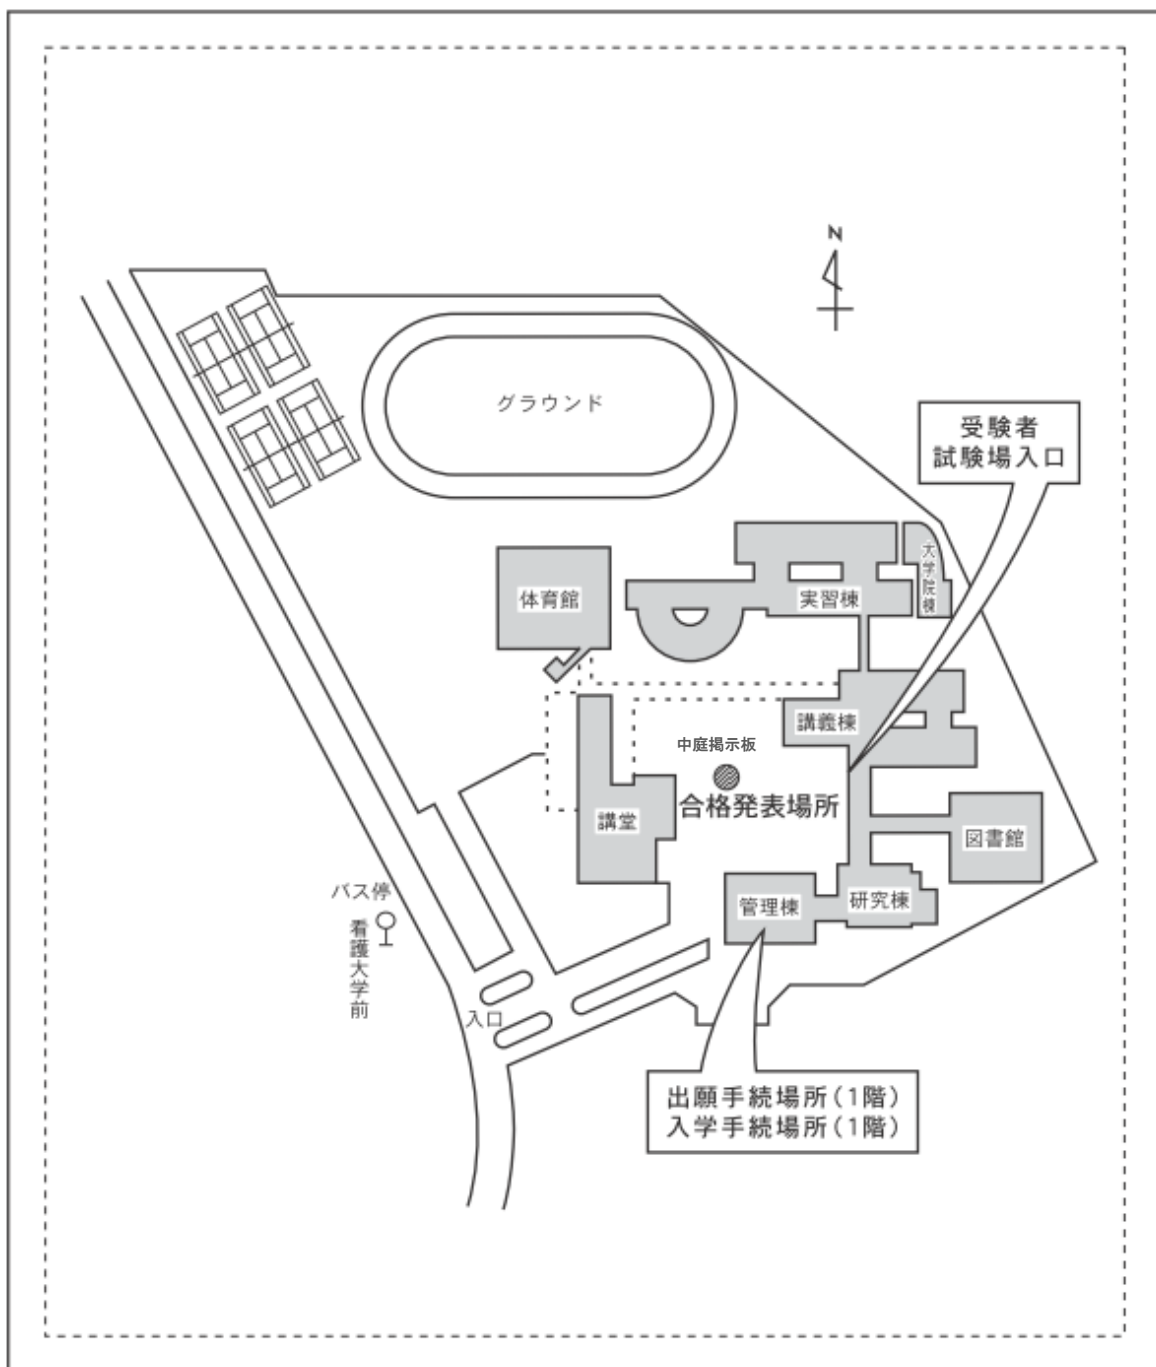 N
グラウンド
受験者
試験場入口
大学院棟
体育館
実習棟
講義棟
中庭掲示板
合格発表場所
講堂
図書館
バス停
看護大学前
管理棟
研究棟
入口
出願手続場所(1階)
入学手続場所(1階)